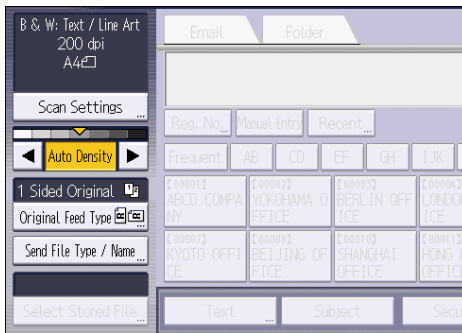 B & W: Text / Line Art
200 dpi
A4
Scan Settings
Auto Density
1 Sided Original
Original Feed Type
Send File Type / Name
Select Stored File
Email Folder
Reg. No. Manual Entry Recent
Frequent AB CD EF GH IJK
[00001] [00002] [00003] [00004]
ABCD COMPA YOKOHAMA O BERLIN OFF LONDO
NY FFICE ICE ICE
[00007] [00008] [00010] [00011]
KYOTO OFFI BEIJING OF SHANGHAI HONG
CE FICE OFFICE OFFIC
Text Subject Secu